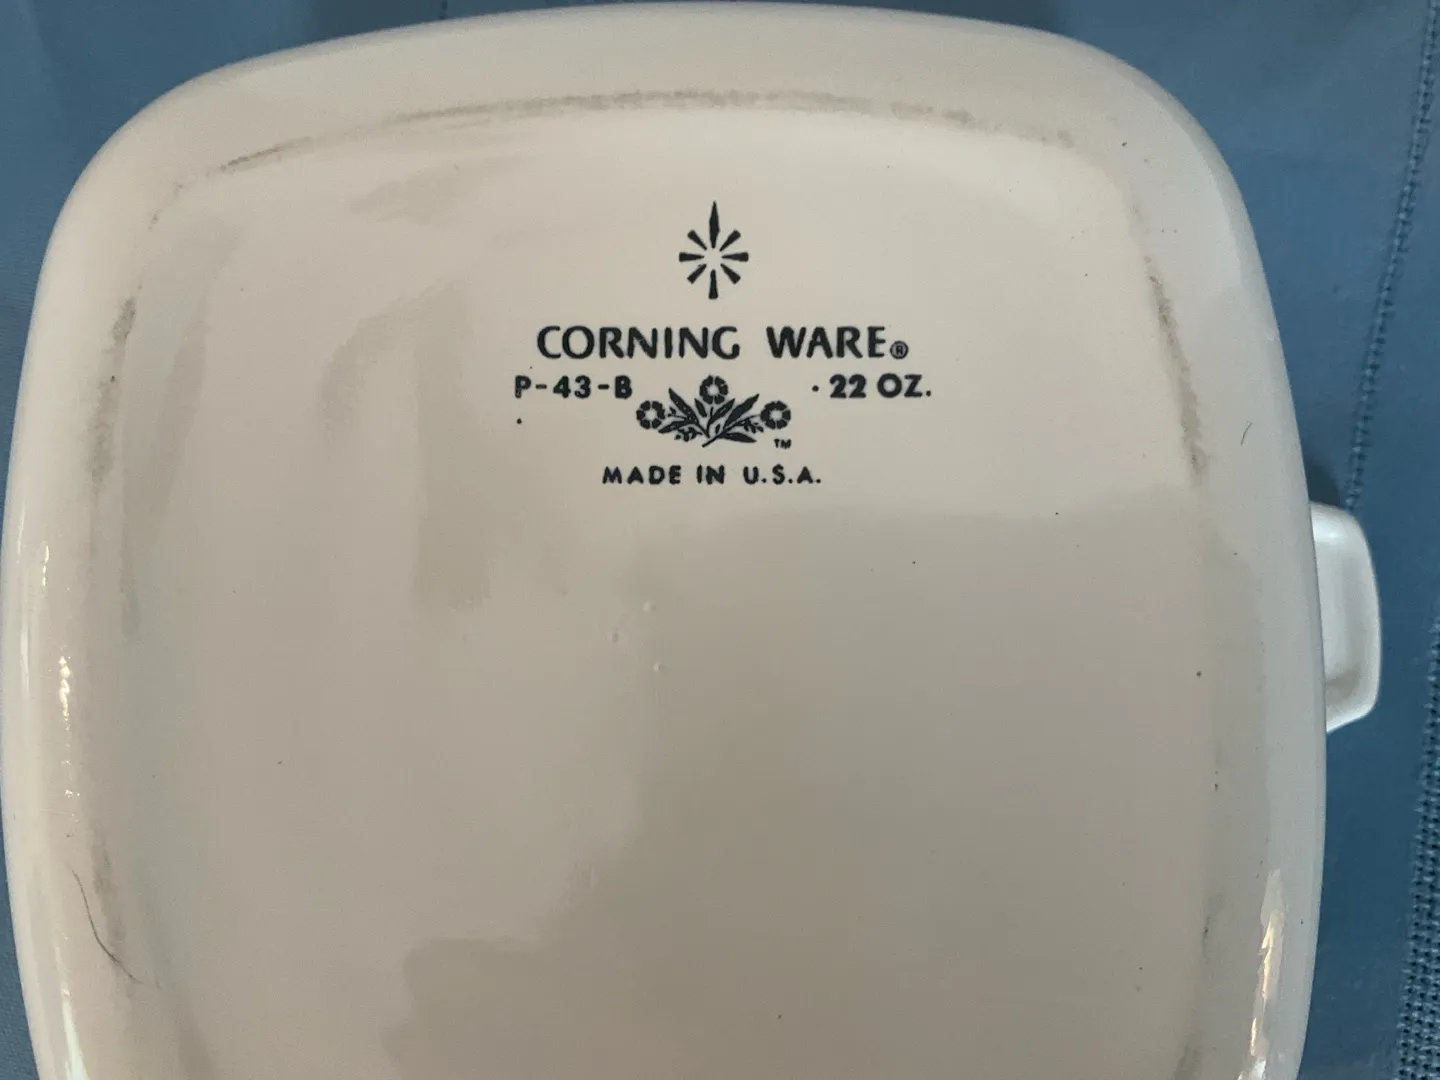 CORNING WARE®
P-43-B · 22 OZ.
TM
MADE IN U.S.A.